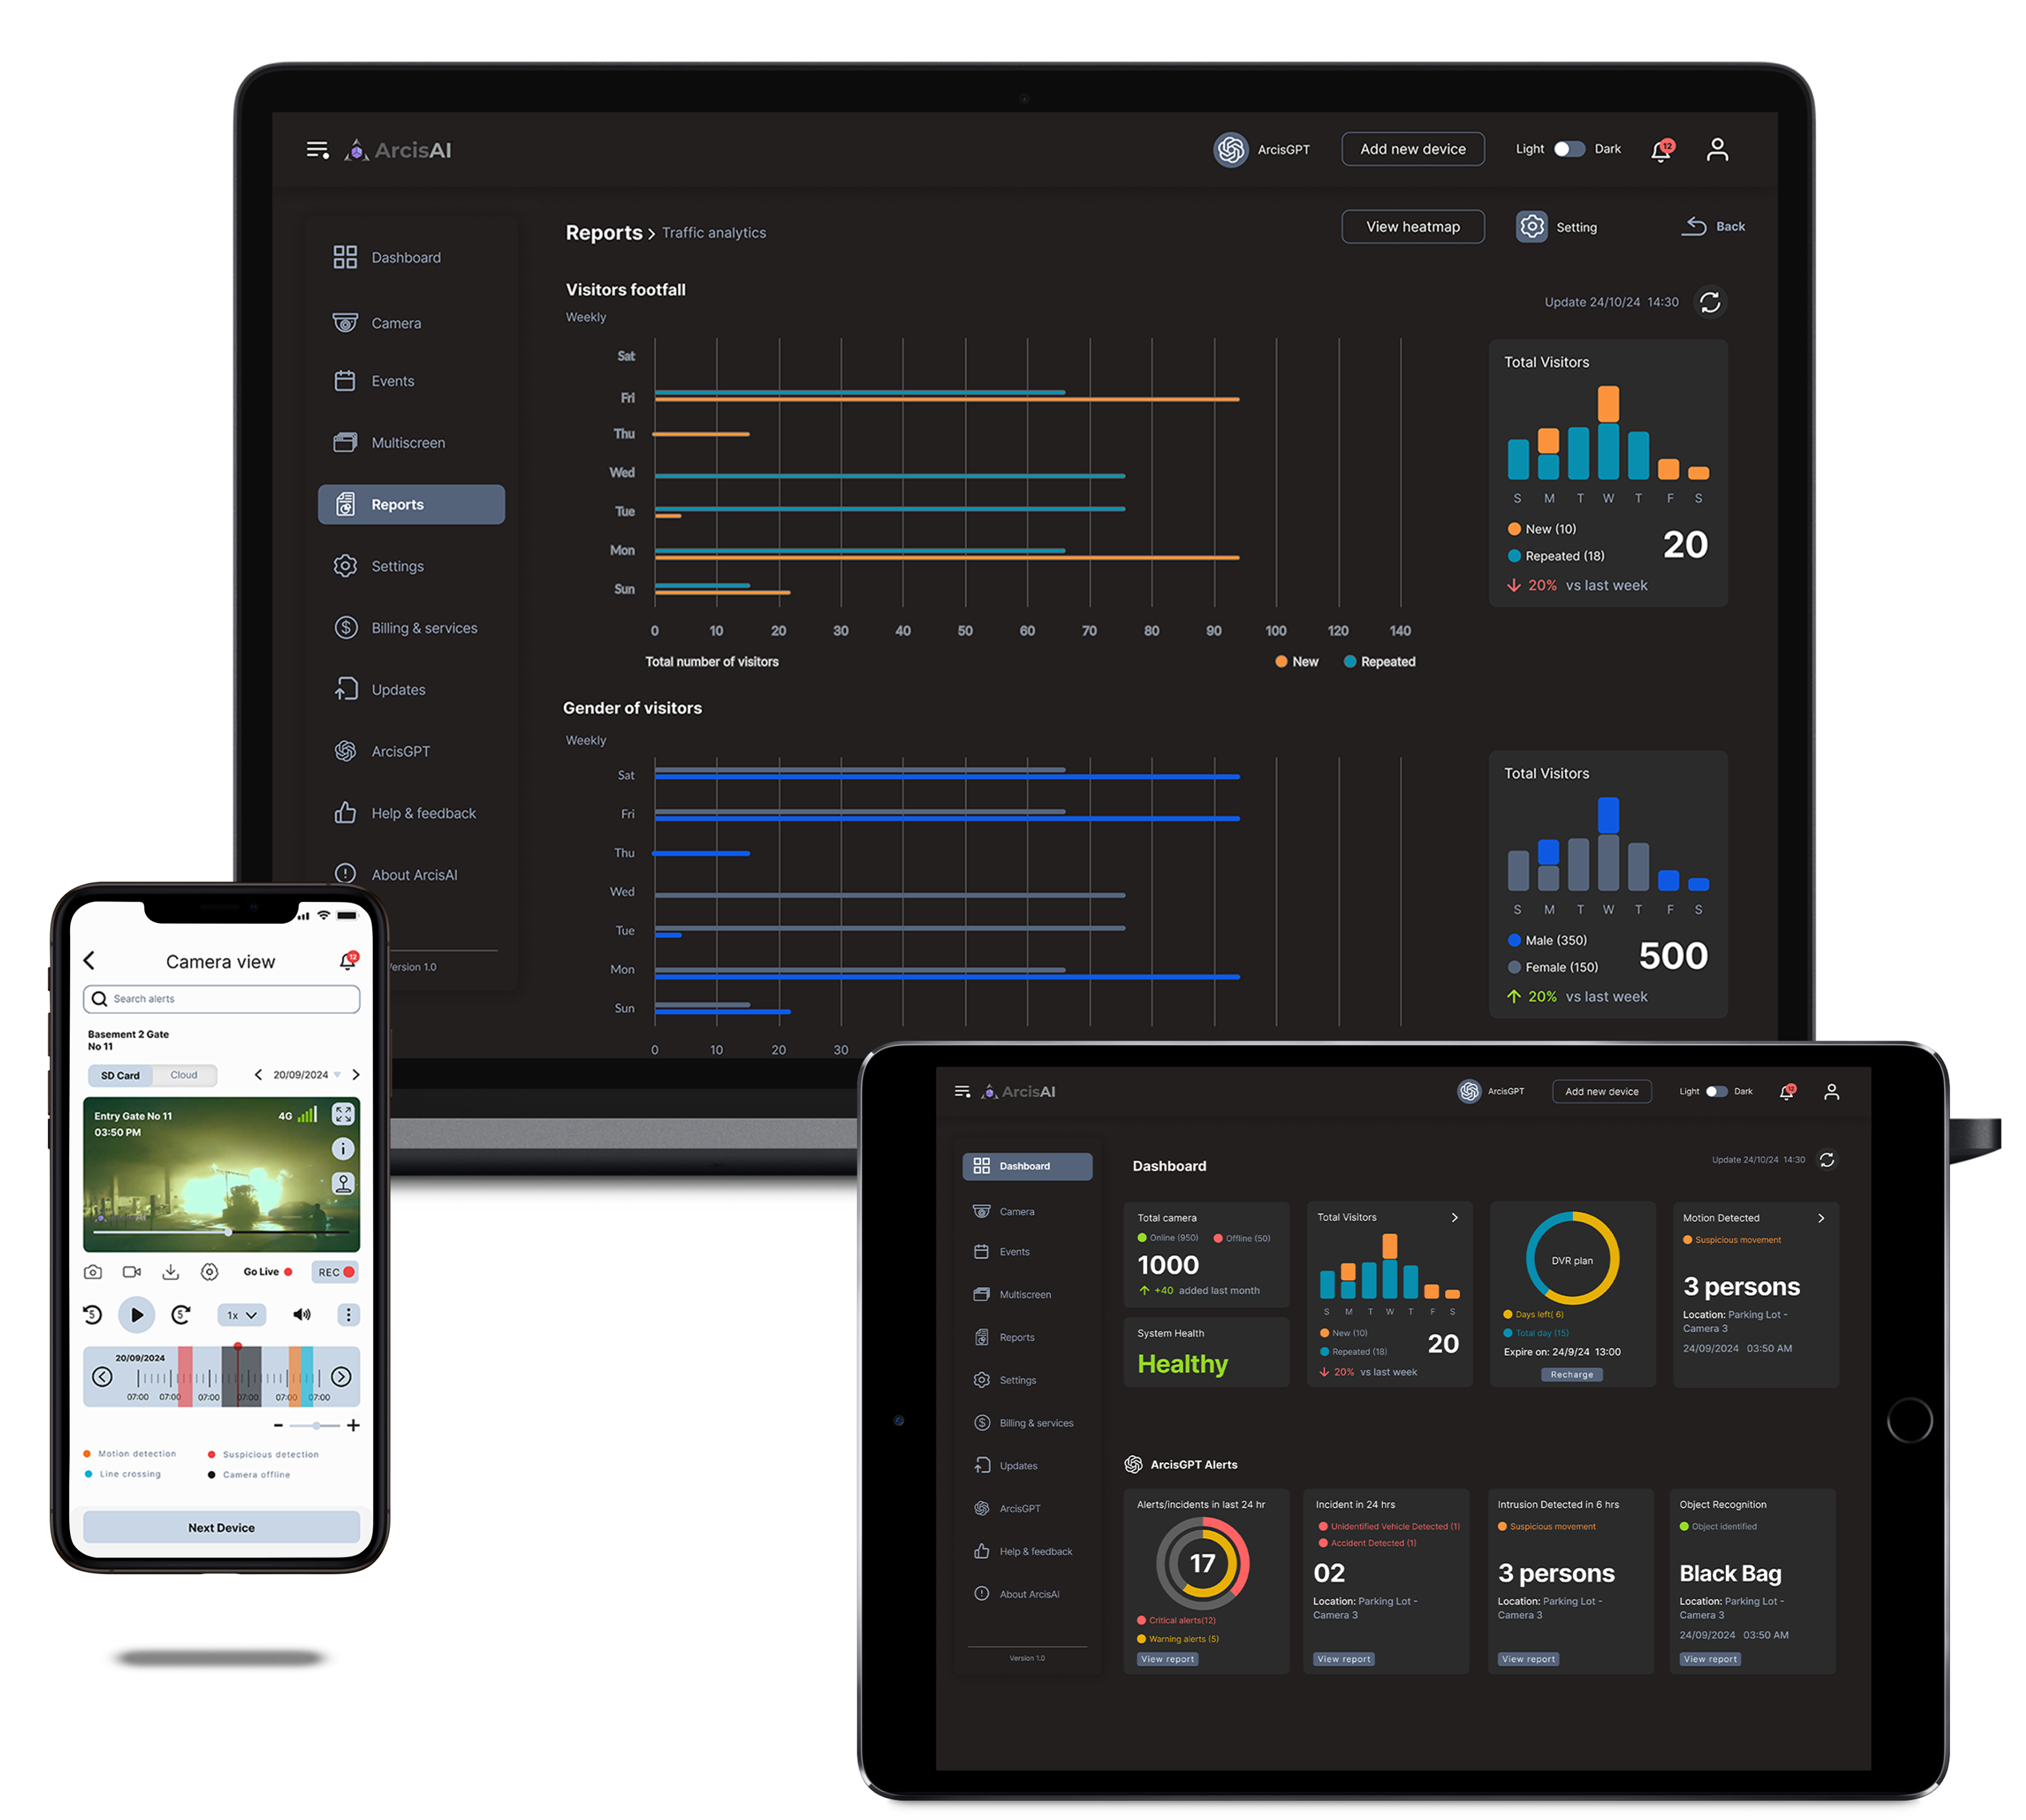 ArcisAI
ArcisGPT
Add new device
Light
Dark
12
Dashboard
Camera
Events
Multiscreen
Reports
Settings
Billing & services
Updates
ArcisGPT
Help & feedback
About ArcisAI
ersion 1.0
Reports > Traffic analytics
View heatmap
Setting
Back
Visitors footfall
Weekly
Update 24/10/24 14:30
Sat
Fri
Thu
Wed
Tue
Mon
Sun
0 10 20 30 40 50 60 70 80 90 100 120 140
Total number of visitors
New
Repeated
Total Visitors
S M T W T F S
New (10)
Repeated (18)
20
20% vs last week
Gender of visitors
Weekly
Sat
Fri
Thu
Wed
Tue
Mon
Sun
0 10 20 30
Total Visitors
S M T W T F S
Male (350)
Female (150)
500
20% vs last week
Camera view
12
Search alerts
Basement 2 Gate
No 11
SD Card
Cloud
20/09/2024
Entry Gate No 11
03:50 PM
4G
ArcisAI
Go Live
REC
5
5
1x
20/09/2024
07:00 07:00 07:00 07:00 07:00 07:00
Motion detection
Suspicious detection
Line crossing
Camera offline
Next Device
ArcisAI
ArcisGPT
Add new device
Light
Dark
12
Dashboard
Camera
Events
Multiscreen
Reports
Settings
Billing & services
Updates
ArcisGPT
Help & feedback
About ArcisAI
Version 1.0
Dashboard
Update 24/10/24 14:30
Total camera
Online (950)
Offline (50)
1000
+40 added last month
System Health
Healthy
Total Visitors
S M T W T F S
New (10)
Repeated (18)
20
20% vs last week
DVR plan
Days left( 6)
Total day (15)
Expire on: 24/9/24 13:00
Recharge
Motion Detected
Suspicious movement
3 persons
Location: Parking Lot -
Camera 3
24/09/2024 03:50 AM
ArcisGPT Alerts
Alerts/incidents in last 24 hr
17
Critical alerts(12)
Warning alerts (5)
View report
Incident in 24 hrs
Unidentified Vehicle Detected (1)
Accident Detected (1)
02
Location: Parking Lot -
Camera 3
View report
Intrusion Detected in 6 hrs
Suspicious movement
3 persons
Location: Parking Lot -
Camera 3
View report
Object Recognition
Object identified
Black Bag
Location: Parking Lot -
Camera 3
24/09/2024 03:50 AM
View report